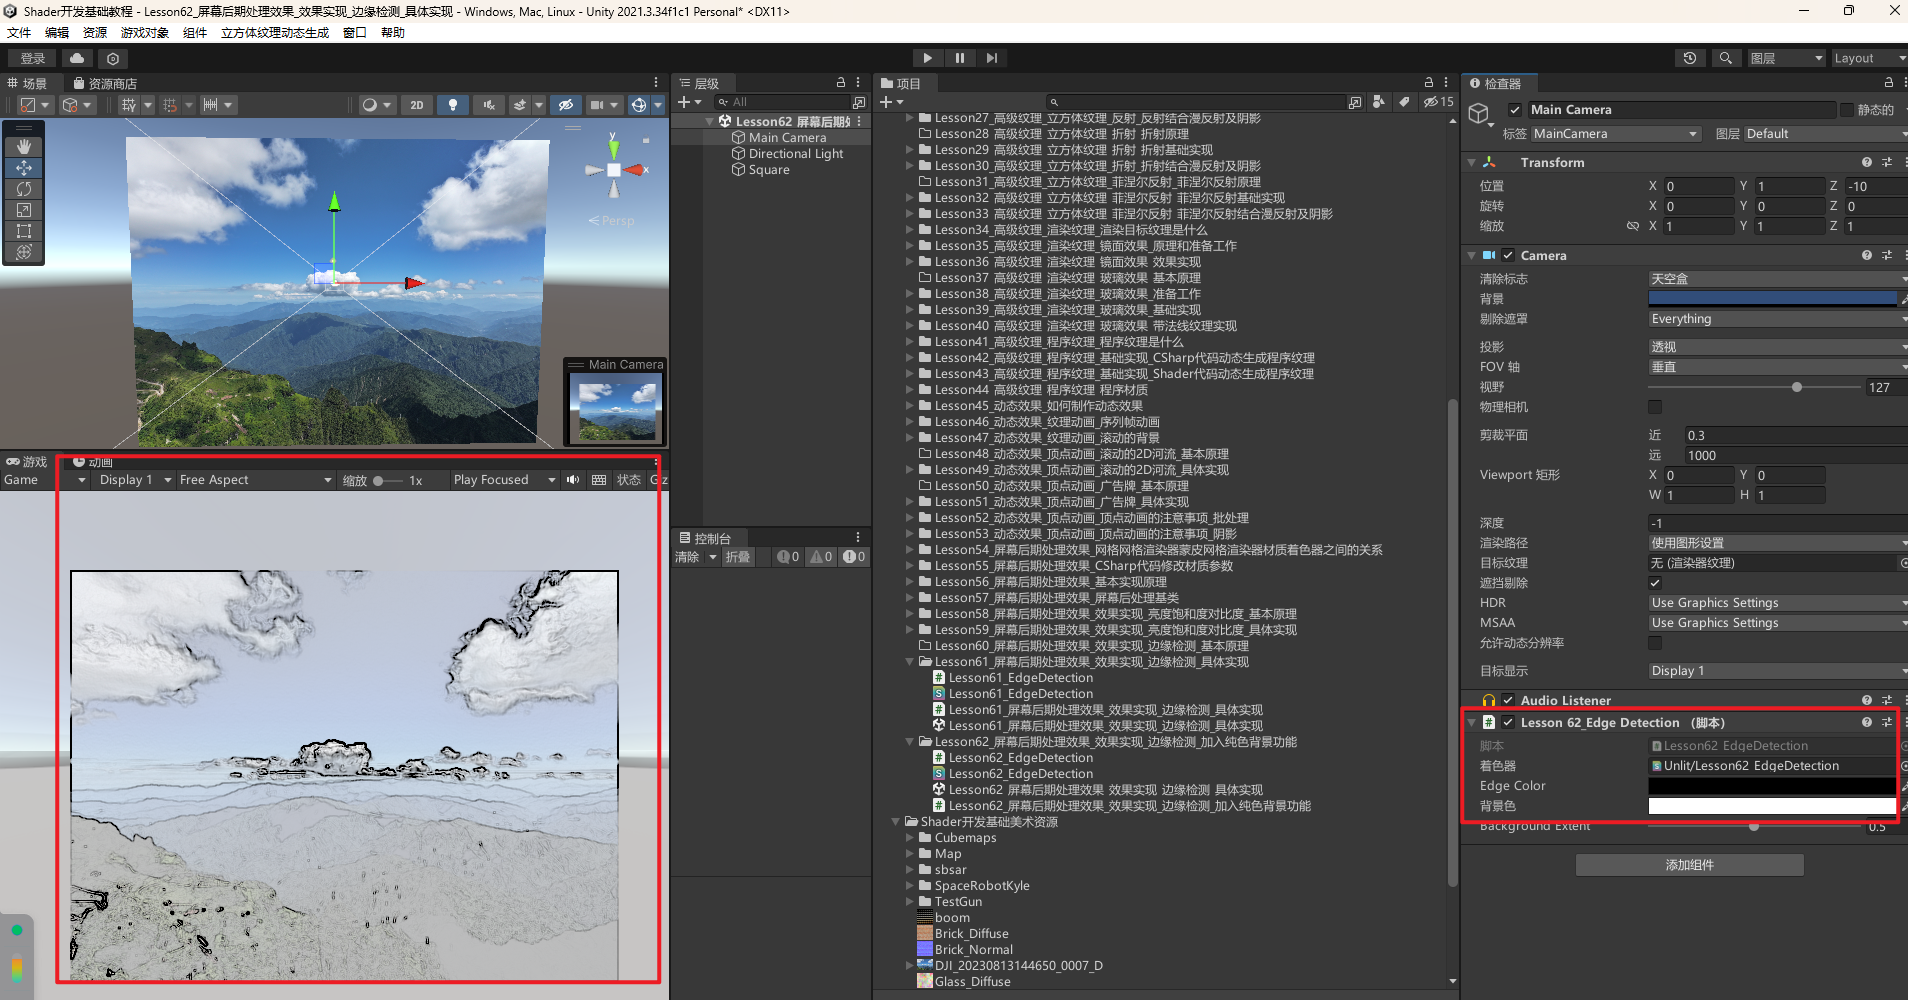 Shader开发基础教程 - Lesson62_屏幕后期处理效果_效果实现_边缘检测_具体实现 - Windows, Mac, Linux - Unity 2021.3.34f1c1 Personal* <DX11>
文件 编辑 资源 游戏对象 组件 立方体纹理动态生成 窗口 帮助
登录
图层
Layout
场景 资源商店
2D
Persp
y
x
Main Camera
游戏 动画
Game Display 1 Free Aspect 缩放 1x Play Focused 状态 Giz
层级
All
Lesson62 屏幕后期
Main Camera
Directional Light
Square
控制台
清除 折叠 0 0 0
项目
15
Lesson27_高级纹理_立方体纹理_反射_反射结合漫反射及阴影
Lesson28_高级纹理_立方体纹理_折射_折射原理
Lesson29_高级纹理_立方体纹理_折射_折射基础实现
Lesson30_高级纹理_立方体纹理_折射_折射结合漫反射及阴影
Lesson31_高级纹理_立方体纹理_菲涅尔反射_菲涅尔反射原理
Lesson32_高级纹理_立方体纹理_菲涅尔反射_菲涅尔反射基础实现
Lesson33_高级纹理_立方体纹理_菲涅尔反射_菲涅尔反射结合漫反射及阴影
Lesson34_高级纹理_渲染纹理_渲染目标纹理是什么
Lesson35_高级纹理_渲染纹理_镜面效果_原理和准备工作
Lesson36_高级纹理_渲染纹理_镜面效果_效果实现
Lesson37_高级纹理_渲染纹理_玻璃效果_基本原理
Lesson38_高级纹理_渲染纹理_玻璃效果_准备工作
Lesson39_高级纹理_渲染纹理_玻璃效果_基础实现
Lesson40_高级纹理_渲染纹理_玻璃效果_带法线纹理实现
Lesson41_高级纹理_程序纹理_程序纹理是什么
Lesson42_高级纹理_程序纹理_基础实现_CSharp代码动态生成程序纹理
Lesson43_高级纹理_程序纹理_基础实现_Shader代码动态生成程序纹理
Lesson44_高级纹理_程序纹理_程序材质
Lesson45_动态效果_如何制作动态效果
Lesson46_动态效果_纹理动画_序列帧动画
Lesson47_动态效果_纹理动画_滚动的背景
Lesson48_动态效果_顶点动画_滚动的2D河流_基本原理
Lesson49_动态效果_顶点动画_滚动的2D河流_具体实现
Lesson50_动态效果_顶点动画_广告牌_基本原理
Lesson51_动态效果_顶点动画_广告牌_具体实现
Lesson52_动态效果_顶点动画_顶点动画的注意事项_批处理
Lesson53_动态效果_顶点动画_顶点动画的注意事项_阴影
Lesson54_屏幕后期处理效果_网格网格渲染器蒙皮网格渲染器材质着色器之间的关系
Lesson55_屏幕后期处理效果_CSharp代码修改材质参数
Lesson56_屏幕后期处理效果_基本实现原理
Lesson57_屏幕后期处理效果_屏幕后处理基类
Lesson58_屏幕后期处理效果_效果实现_亮度饱和度对比度_基本原理
Lesson59_屏幕后期处理效果_效果实现_亮度饱和度对比度_具体实现
Lesson60_屏幕后期处理效果_效果实现_边缘检测_基本原理
Lesson61_屏幕后期处理效果_效果实现_边缘检测_具体实现
Lesson61_EdgeDetection
Lesson61_EdgeDetection
Lesson61_屏幕后期处理效果_效果实现_边缘检测_具体实现
Lesson61_屏幕后期处理效果_效果实现_边缘检测_具体实现
Lesson62_屏幕后期处理效果_效果实现_边缘检测_加入纯色背景功能
Lesson62_EdgeDetection
Lesson62_EdgeDetection
Lesson62_屏幕后期处理效果_效果实现_边缘检测_具体实现
Lesson62_屏幕后期处理效果_效果实现_边缘检测_加入纯色背景功能
Shader开发基础美术资源
Cubemaps
Map
sbsar
SpaceRobotKyle
TestGun
boom
Brick_Diffuse
Brick_Normal
DJI_20230813144650_0007_D
Glass_Diffuse
检查器
Main Camera 静态的
标签 MainCamera 图层 Default
Transform
位置 X 0 Y 1 Z -10
旋转 X 0 Y 0 Z 0
缩放 X 1 Y 1 Z 1
Camera
清除标志 天空盒
背景
剔除遮罩 Everything
投影 透视
FOV 轴 垂直
视野 127
物理相机
剪裁平面 近 0.3
远 1000
Viewport 矩形 X 0 Y 0
W 1 H 1
深度 -1
渲染路径 使用图形设置
目标纹理 无 (渲染器纹理)
遮挡剔除
HDR Use Graphics Settings
MSAA Use Graphics Settings
允许动态分辨率
目标显示 Display 1
Audio Listener
Lesson 62_Edge Detection （脚本）
脚本 Lesson62_EdgeDetection
着色器 Unlit/Lesson62_EdgeDetection
Edge Color
背景色
Background Extent 0.5
添加组件